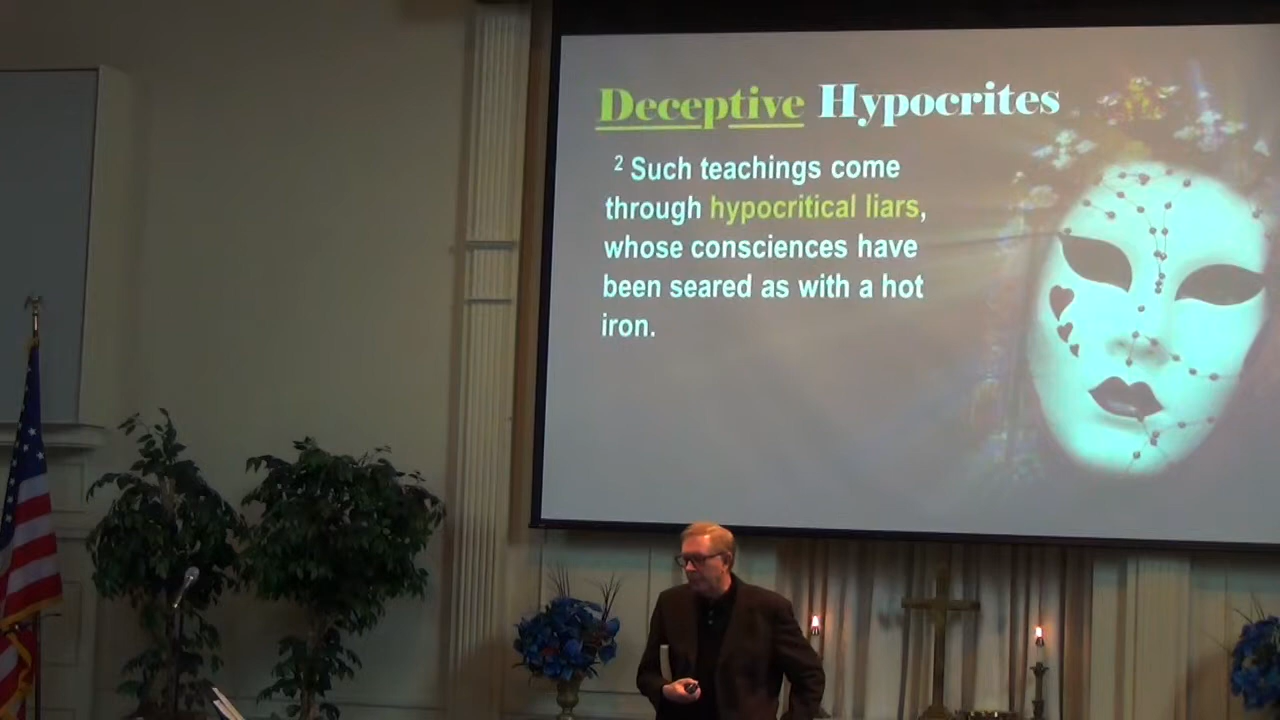 Deceptive Hypocrites
2 Such teachings come
through hypocritical liars,
whose consciences have
been seared as with a hot
iron.